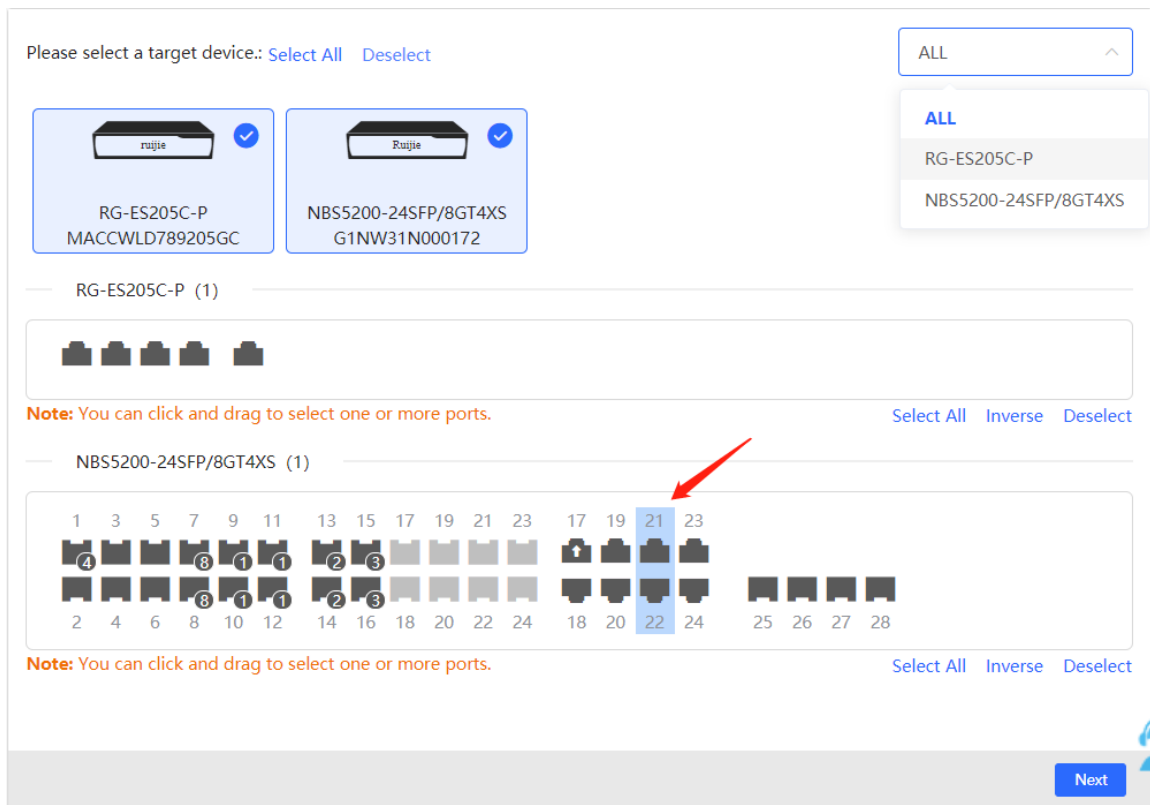 Please select a target device.: Select All Deselect
ALL
ALL
RG-ES205C-P
NBS5200-24SFP/8GT4XS
ruijie
RG-ES205C-P
MACCWLD789205GC
Ruijie
NBS5200-24SFP/8GT4XS
G1NW31N000172
RG-ES205C-P (1)
Note: You can click and drag to select one or more ports.
Select All Inverse Deselect
NBS5200-24SFP/8GT4XS (1)
1 3 5 7 9 11 13 15 17 19 21 23 17 19 21 23
4 8 1 1 2 3
8 1 1 2 3
2 4 6 8 10 12 14 16 18 20 22 24 18 20 22 24 25 26 27 28
Note: You can click and drag to select one or more ports.
Select All Inverse Deselect
Next